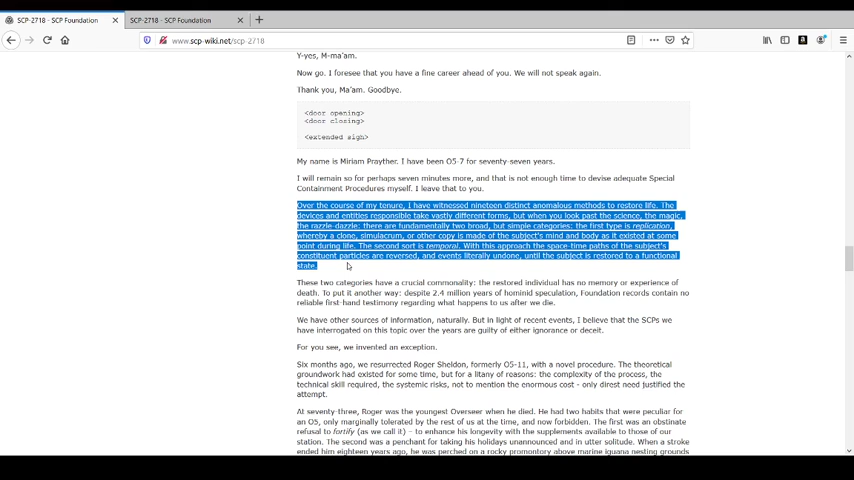 SCP-2718 - SCP Foundation
SCP-2718 - SCP Foundation
www.scp-wiki.net/scp-2718
Y-yes, M-ma'am.
Now go. I foresee that you have a fine career ahead of you. We will not speak again.
Thank you, Ma'am. Goodbye.
<door opening>
<door closing>
<extended sigh>
My name is Miriam Prayther. I have been O5-7 for seventy-seven years.
I will remain so for perhaps seven minutes more, and that is not enough time to devise adequate Special
Containment Procedures myself. I leave that to you.
Over the course of my tenure, I have witnessed nineteen distinct anomalous methods to restore life. The
devices and entities responsible take vastly different forms, but when you look past the science, the magic,
the razzle-dazzle: there are fundamentally two broad, but simple categories: the first type is replication,
whereby a clone, simulacrum, or other copy is made of the subject's mind and body as it existed at some
point during life. The second sort is temporal. With this approach the space-time paths of the subject's
constituent particles are reversed, and events literally undone, until the subject is restored to a functional
state.
These two categories have a crucial commonality: the restored individual has no memory or experience of
death. To put it another way: despite 2.4 million years of hominid speculation, Foundation records contain no
reliable first-hand testimony regarding what happens to us after we die.
We have other sources of information, naturally. But in light of recent events, I believe that the SCPs we
have interrogated on this topic over the years are guilty of either ignorance or deceit.
For you see, we invented an exception.
Six months ago, we resurrected Roger Sheldon, formerly O5-11, with a novel procedure. The theoretical
groundwork had existed for some time, but for a litany of reasons: the complexity of the process, the
technical skill required, the systemic risks, not to mention the enormous cost - only direst need justified the
attempt.
At seventy-three, Roger was the youngest Overseer when he died. He had two habits that were peculiar for
an O5, only marginally tolerated by the rest of us at the time, and now forbidden. The first was an obstinate
refusal to fortify (as we call it) – to enhance his longevity with the supplements available to those of our
station. The second was a penchant for taking his holidays unannounced and in utter solitude. When a stroke
ended him eighteen years ago, he was perched on a rocky promontory above marine iguana nesting grounds